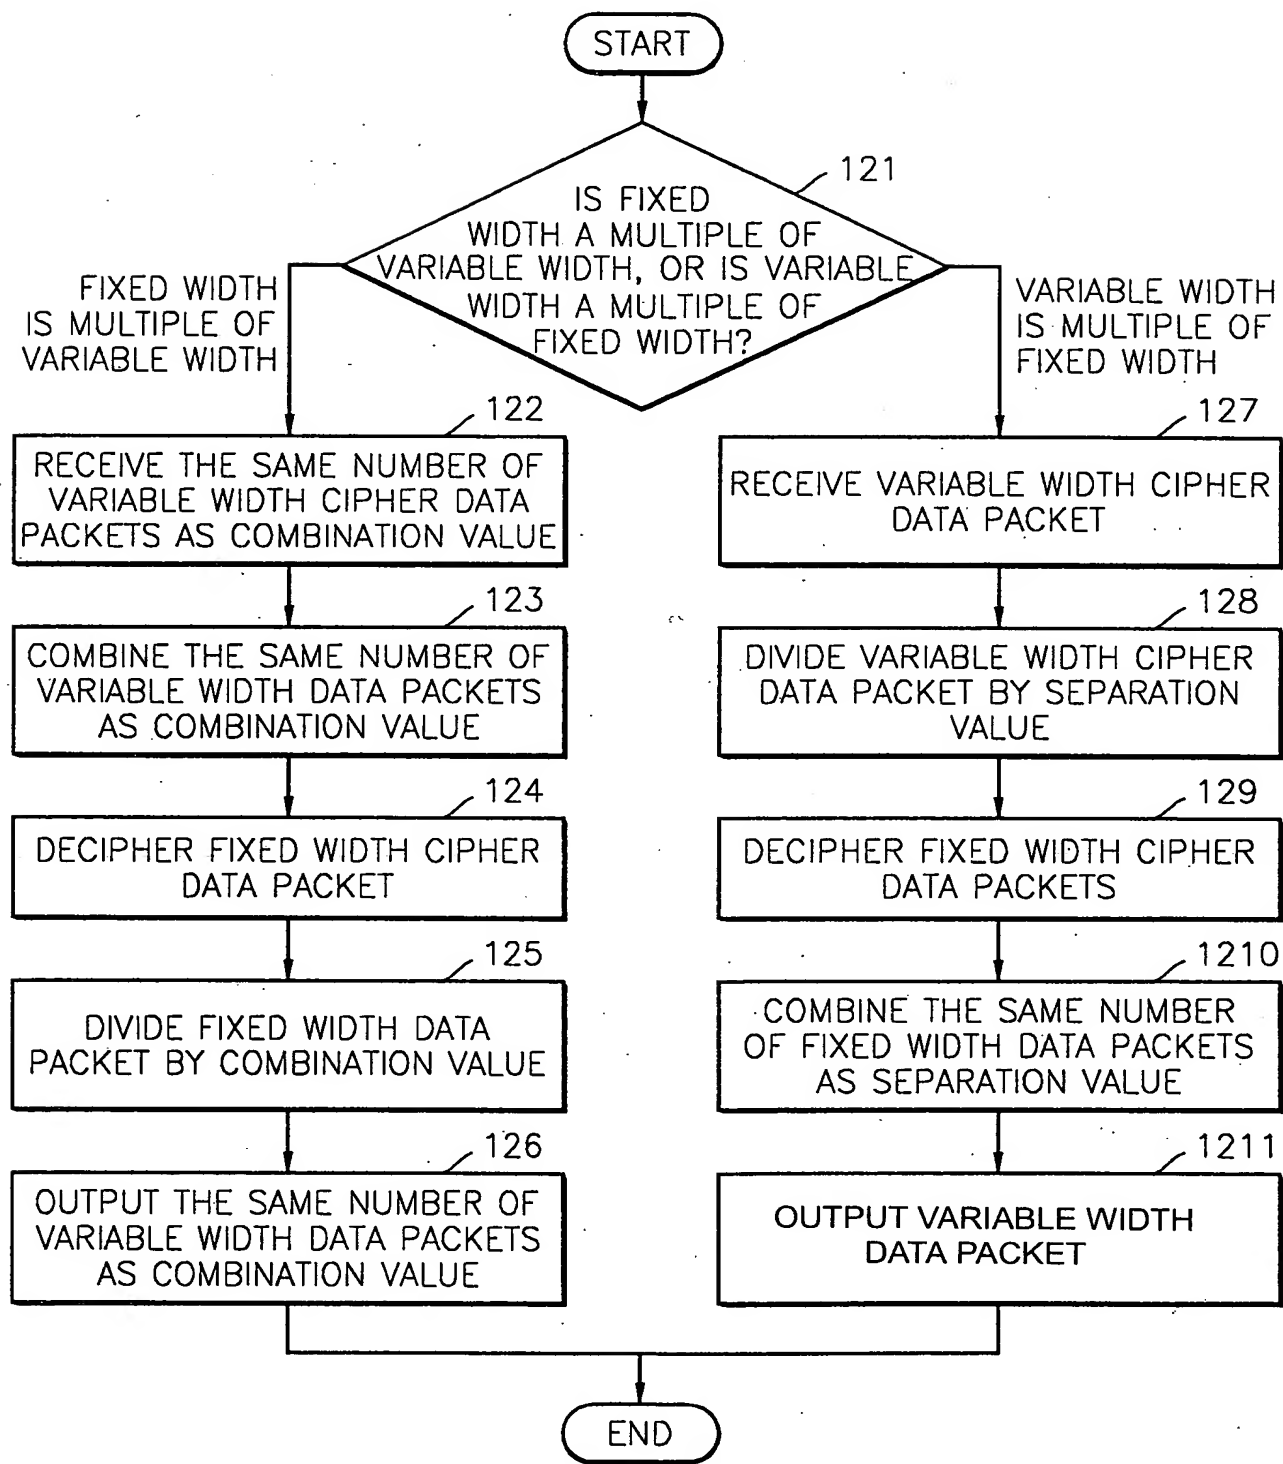 START
121
IS FIXED
WIDTH A MULTIPLE OF
VARIABLE WIDTH, OR IS VARIABLE
WIDTH A MULTIPLE OF
FIXED WIDTH?
FIXED WIDTH
IS MULTIPLE OF
VARIABLE WIDTH
VARIABLE WIDTH
IS MULTIPLE OF
FIXED WIDTH
122
RECEIVE THE SAME NUMBER OF
VARIABLE WIDTH CIPHER DATA
PACKETS AS COMBINATION VALUE
123
COMBINE THE SAME NUMBER OF
VARIABLE WIDTH DATA PACKETS
AS COMBINATION VALUE
124
DECIPHER FIXED WIDTH CIPHER
DATA PACKET
125
DIVIDE FIXED WIDTH DATA
PACKET BY COMBINATION VALUE
126
OUTPUT THE SAME NUMBER OF
VARIABLE WIDTH DATA PACKETS
AS COMBINATION VALUE
127
RECEIVE VARIABLE WIDTH CIPHER
DATA PACKET
128
DIVIDE VARIABLE WIDTH CIPHER
DATA PACKET BY SEPARATION
VALUE
129
DECIPHER FIXED WIDTH CIPHER
DATA PACKETS
1210
COMBINE THE SAME NUMBER
OF FIXED WIDTH DATA PACKETS
AS SEPARATION VALUE
1211
OUTPUT VARIABLE WIDTH
DATA PACKET
END